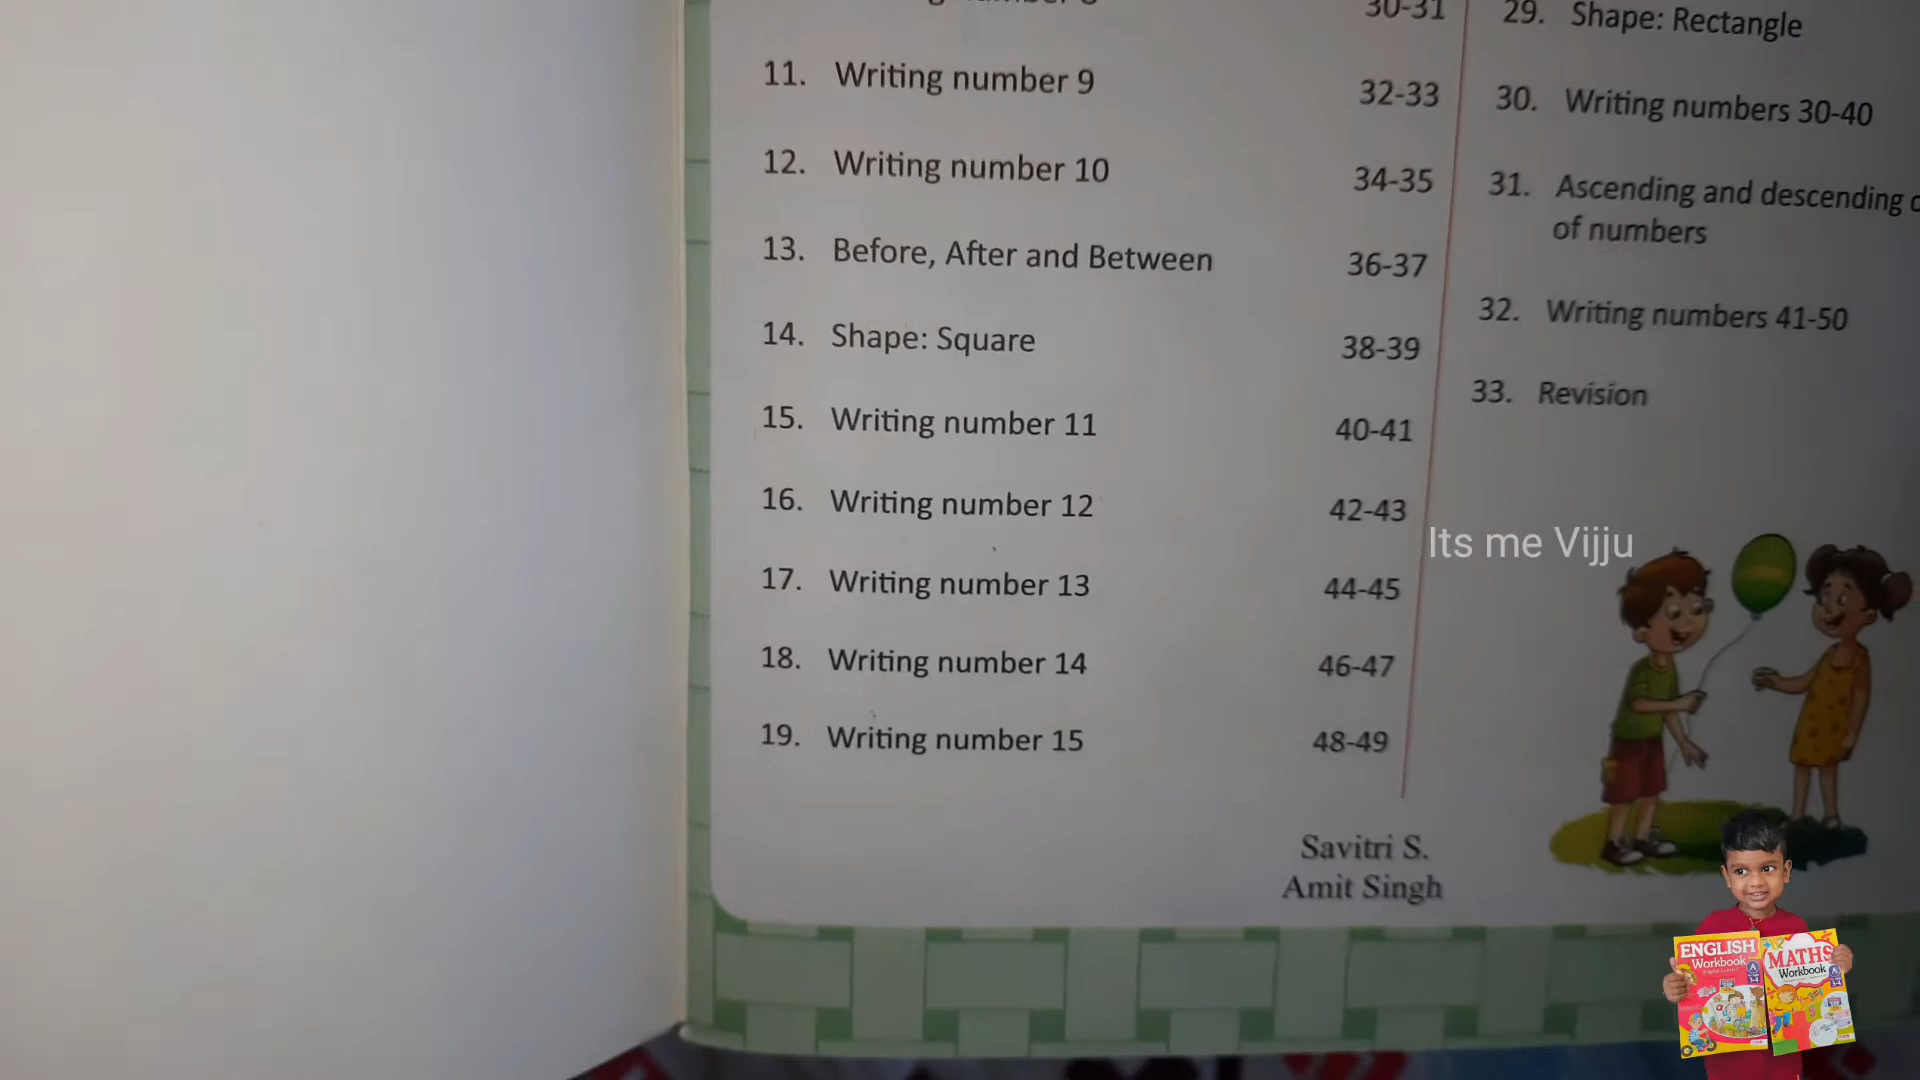 30-31
11. Writing number 9 32-33
12. Writing number 10 34-35
13. Before, After and Between 36-37
14. Shape: Square 38-39
15. Writing number 11 40-41
16. Writing number 12 42-43
17. Writing number 13 44-45
18. Writing number 14 46-47
19. Writing number 15 48-49
29. Shape: Rectangle
30. Writing numbers 30-40
31. Ascending and descending
of numbers
32. Writing numbers 41-50
33. Revision
Its me Vijju
Savitri S.
Amit Singh
ENGLISH
Workbook
MATHS
Workbook